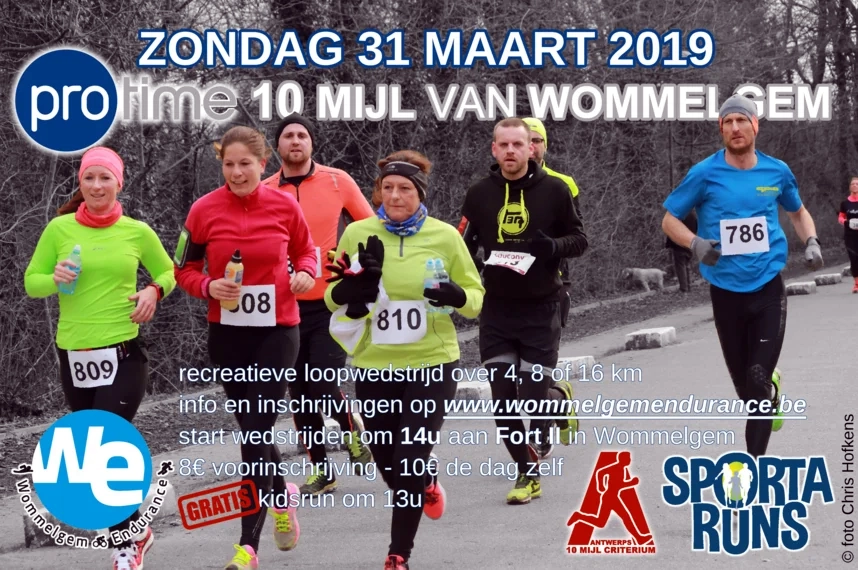 ZONDAG 31 MAART 2019
protime 10 MIJL VAN WOMMELGEM
786
808
810
809
recreatieve loopwedstrijd over 4, 8 of 16 km
info en inschrijvingen op www.wommelgemendurance.be
start wedstrijden om 14u aan Fort II in Wommelgem
8€ voorinschrijving - 10€ de dag zelf
GRATIS kidsrun om 13u
We
Wommelgem Endurance
ANTWERPS
10 MIJL CRITERIUM
SPORTA
RUNS
© foto Chris Hofkens